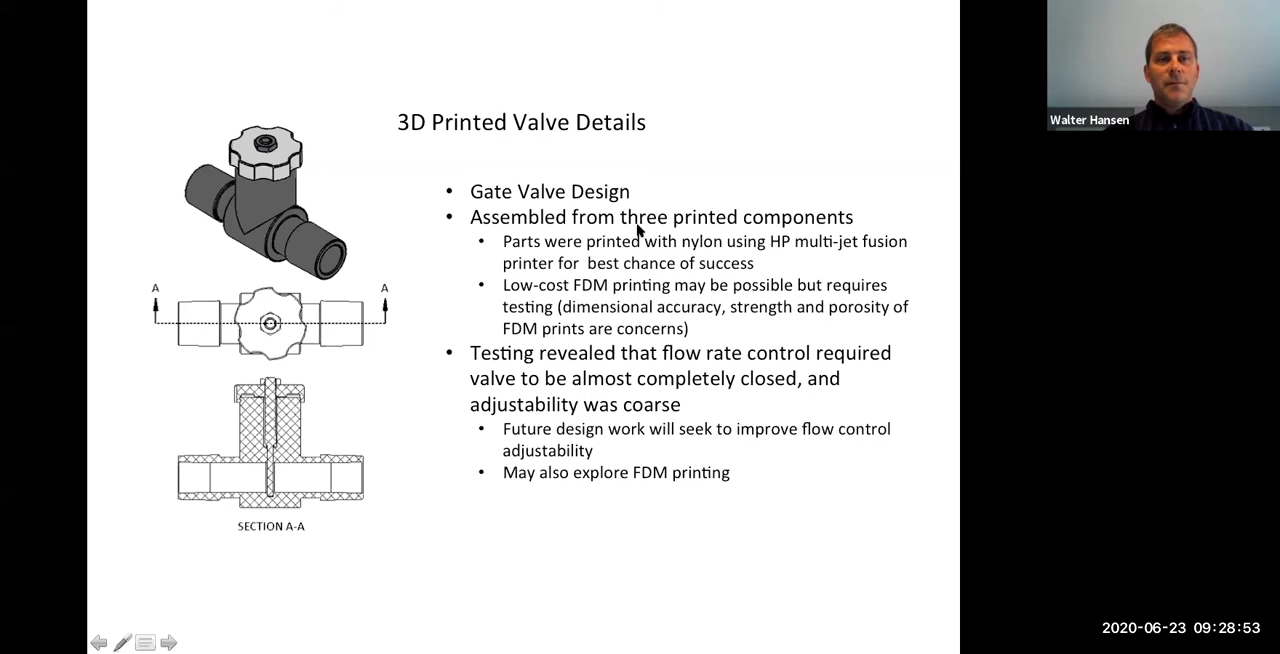 3D Printed Valve Details
• Gate Valve Design
• Assembled from three printed components
• Parts were printed with nylon using HP multi-jet fusion
printer for best chance of success
• Low-cost FDM printing may be possible but requires
testing (dimensional accuracy, strength and porosity of
FDM prints are concerns)
• Testing revealed that flow rate control required
valve to be almost completely closed, and
adjustability was coarse
• Future design work will seek to improve flow control
adjustability
• May also explore FDM printing
A A
SECTION A-A
Walter Hansen
2020-06-23 09:28:53